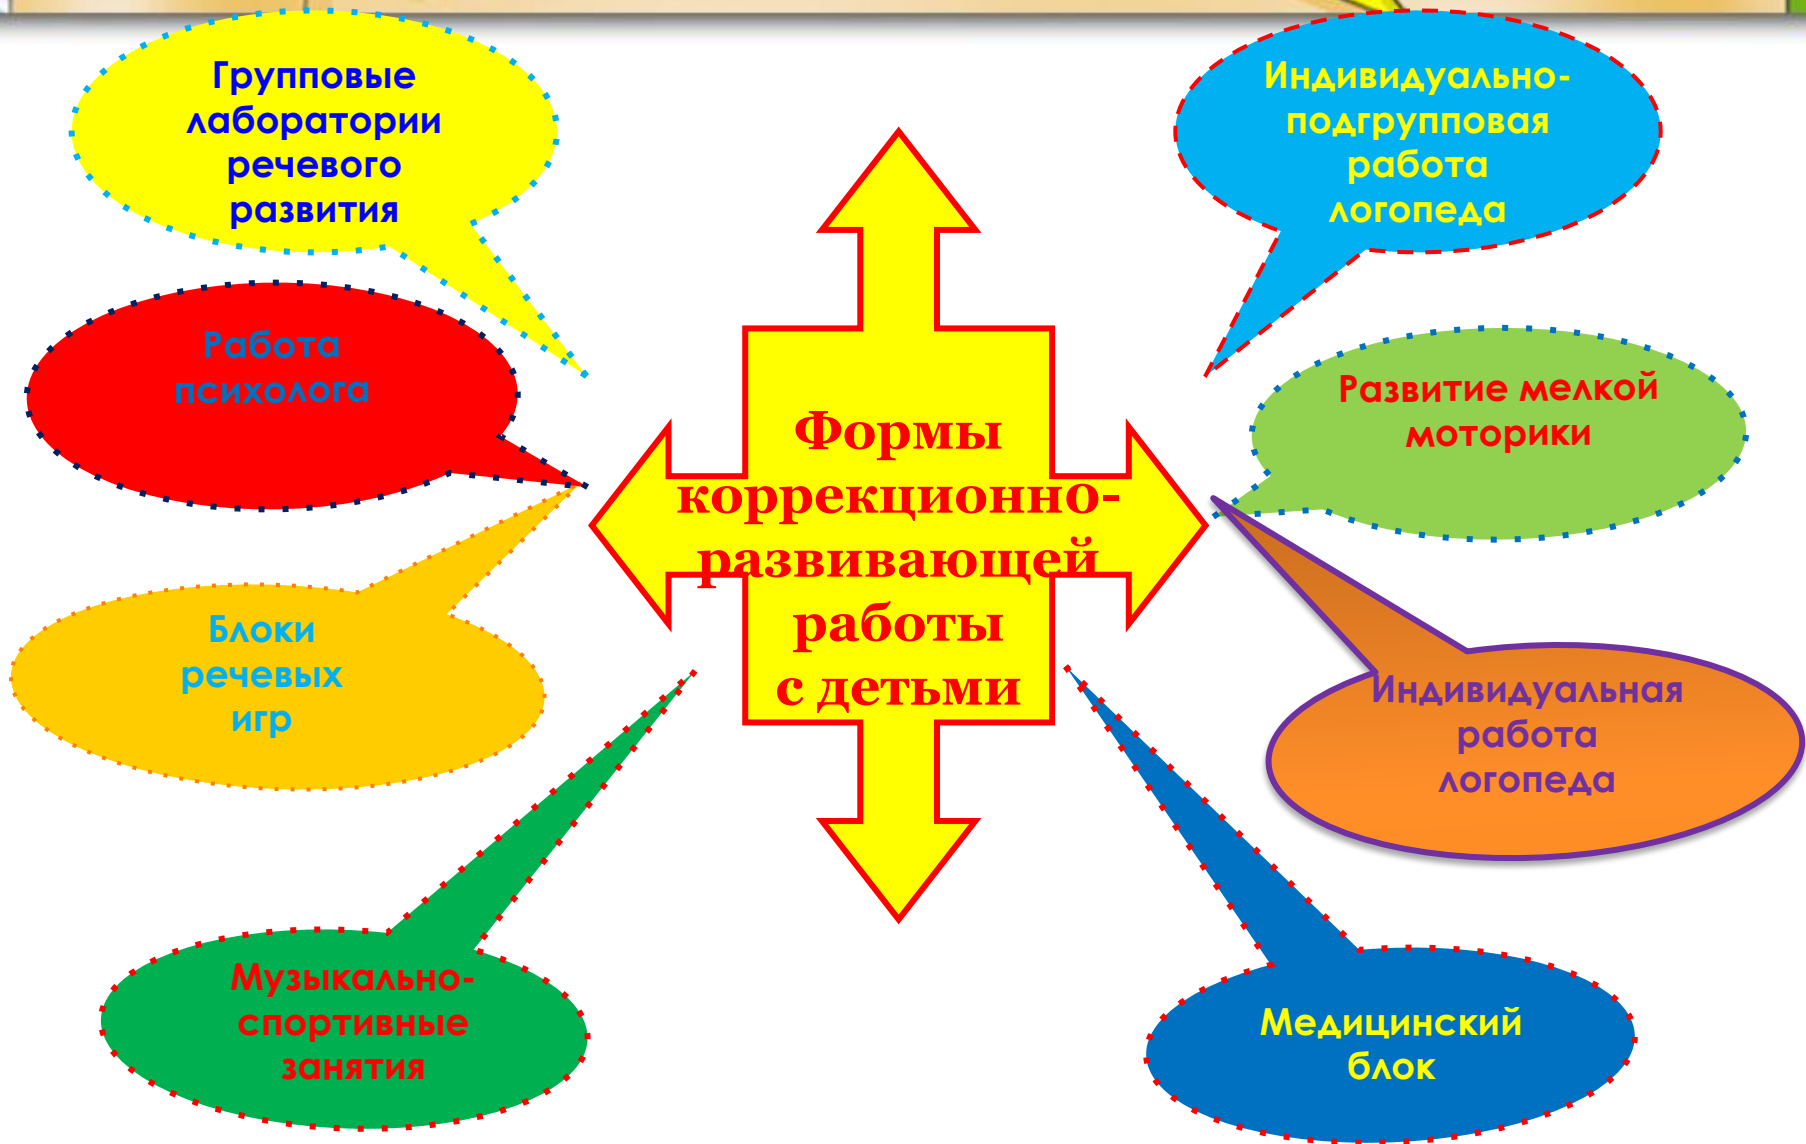 Групповые
лаборатории
речевого
развития
Индивидуально-
подгрупповая
работа
логопеда
Работа
психолога
Развитие мелкой
моторики
Формы
коррекционно-
развивающей
работы
с детьми
Блоки
речевых
игр
Индивидуальная
работа
логопеда
Музыкально-
спортивные
занятия
Медицинский
блок